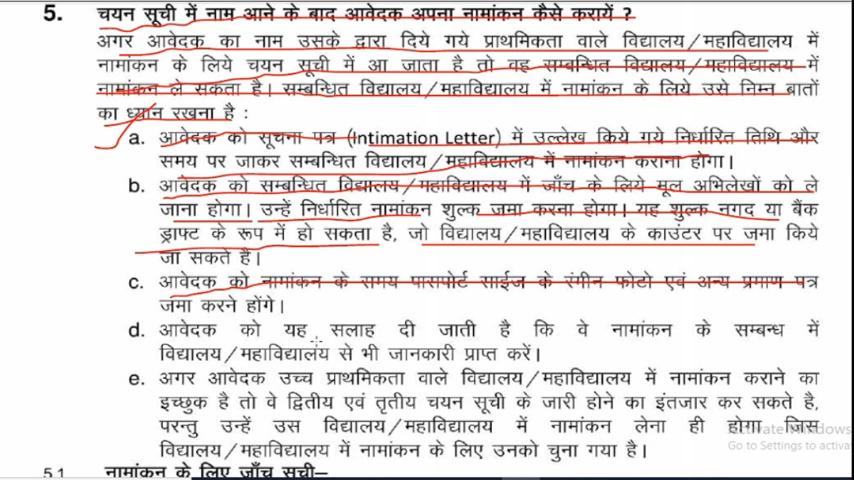 5. चयन सूची में नाम आने के बाद आवेदक अपना नामांकन कैसे करायें ?
अगर आवेदक का नाम उसके द्वारा दिये गये प्राथमिकता वाले विद्यालय/महाविद्यालय में
नामांकन के लिये चयन सूची में आ जाता है तो वह सम्बन्धित विद्यालय/महाविद्यालय में
नामांकन ले सकता है। सम्बन्धित विद्यालय/महाविद्यालय में नामांकन के लिये उसे निम्न बातों
का ध्यान रखना है :
a. आवेदक को सूचना पत्र (Intimation Letter) में उल्लेख किये गये निर्धारित तिथि और
समय पर जाकर सम्बन्धित विद्यालय/महाविद्यालय में नामांकन कराना होगा।
b. आवेदक को सम्बन्धित विद्यालय/महाविद्यालय में जाँच के लिये मूल अभिलेखों को ले
जाना होगा। उन्हें निर्धारित नामांकन शुल्क जमा करना होगा। यह शुल्क नगद या बैंक
ड्राफ्ट के रूप में हो सकता है, जो विद्यालय/महाविद्यालय के काउंटर पर जमा किये
जा सकते है।
c. आवेदक को नामांकन के समय पासपोर्ट साईज के रंगीन फोटो एवं अन्य प्रमाण पत्र
जमा करने होंगे।
d. आवेदक को यह सलाह दी जाती है कि वे नामांकन के सम्बन्ध में
विद्यालय/महाविद्यालय से भी जानकारी प्राप्त करें।
e. अगर आवेदक उच्च प्राथमिकता वाले विद्यालय/महाविद्यालय में नामांकन कराने का
इच्छुक है तो वे द्वितीय एवं तृतीय चयन सूची के जारी होने का इंतजार कर सकते है,
परन्तु उन्हें उस विद्यालय/महाविद्यालय में नामांकन लेना ही होगा जिस
विद्यालय/महाविद्यालय में नामांकन के लिए उनको चुना गया है।
Activate Windows
Go to Settings to activa
5.1 नामांकन के लिए जाँच सूची–